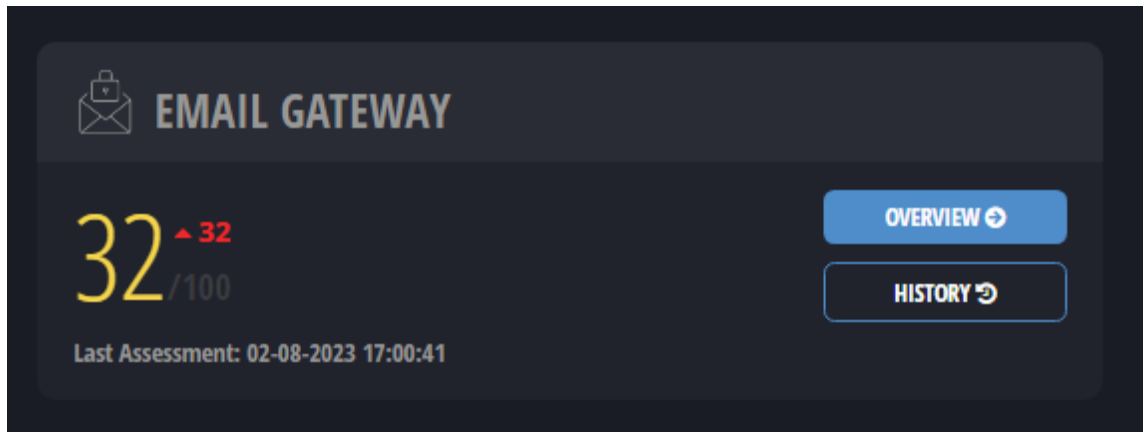 EMAIL GATEWAY
32 ▲ 32
/100
OVERVIEW
HISTORY
Last Assessment: 02-08-2023 17:00:41